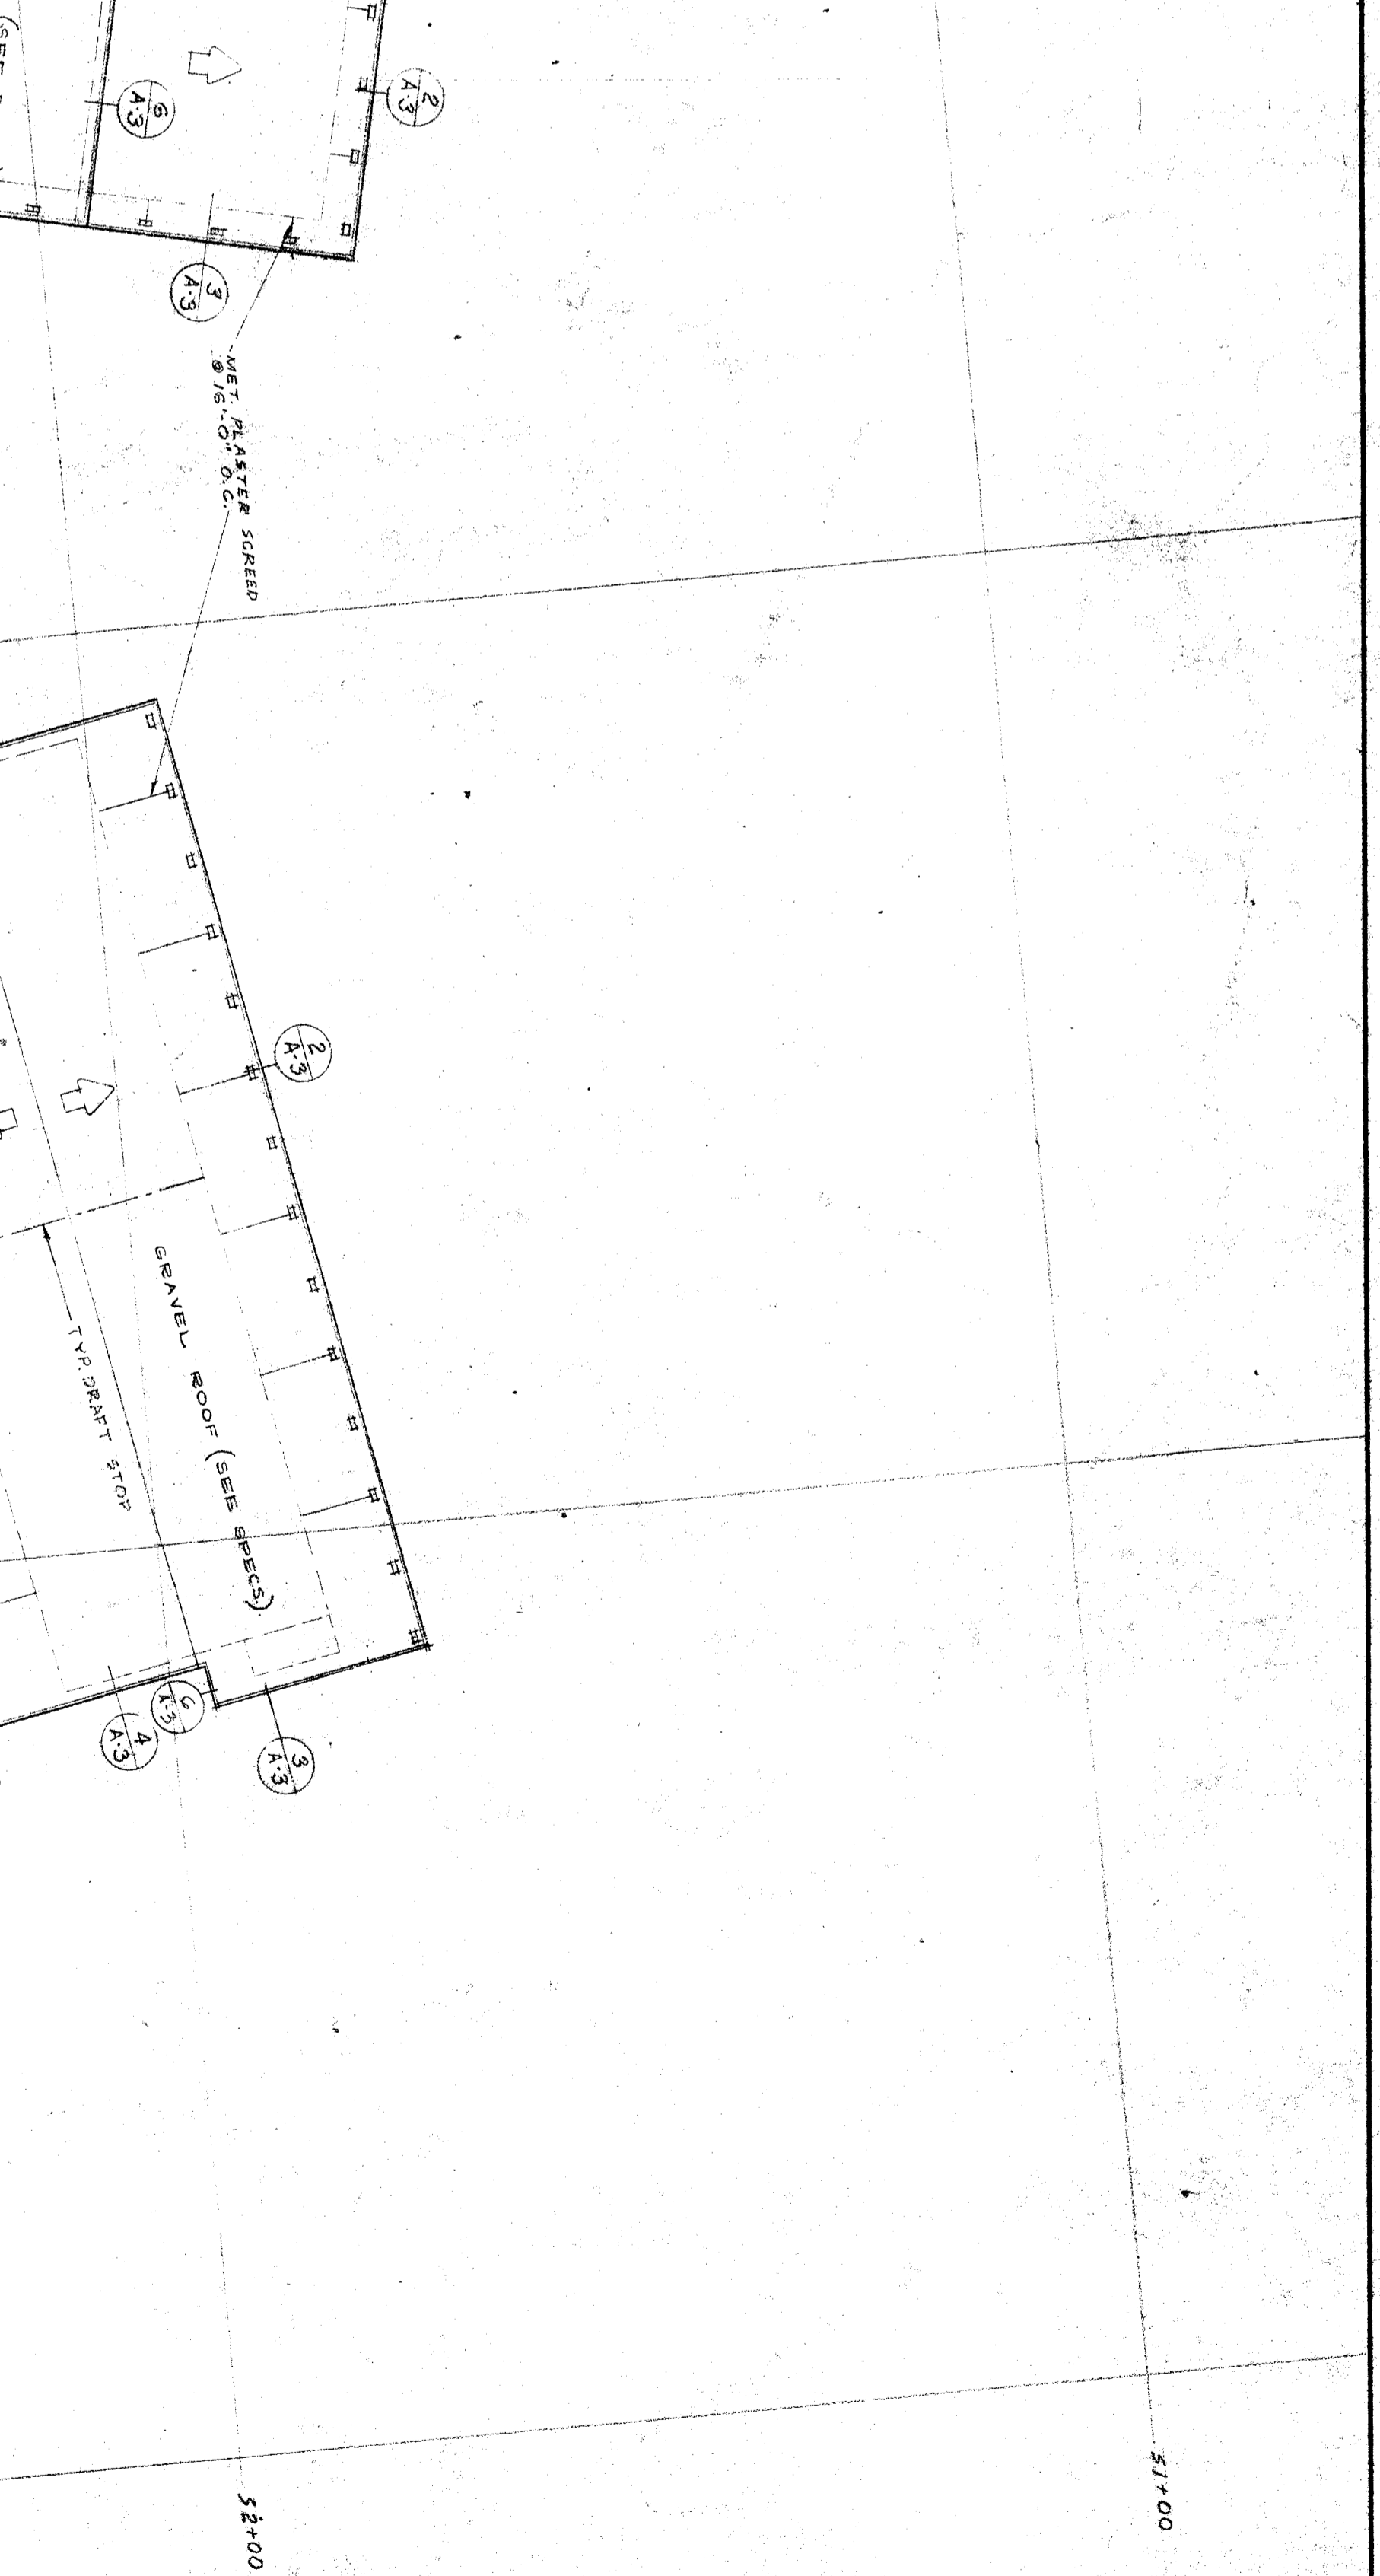 (SEE
2
A·3
6
A·3
3
A·3
MET. PLASTER SCREED
@ 16'-0" O.C.
2
A·3
GRAVEL ROOF (SEE SPECS).
TYP. DRAFT STOP
6
A·3
4
A·3
3
A·3
51+00
52+00